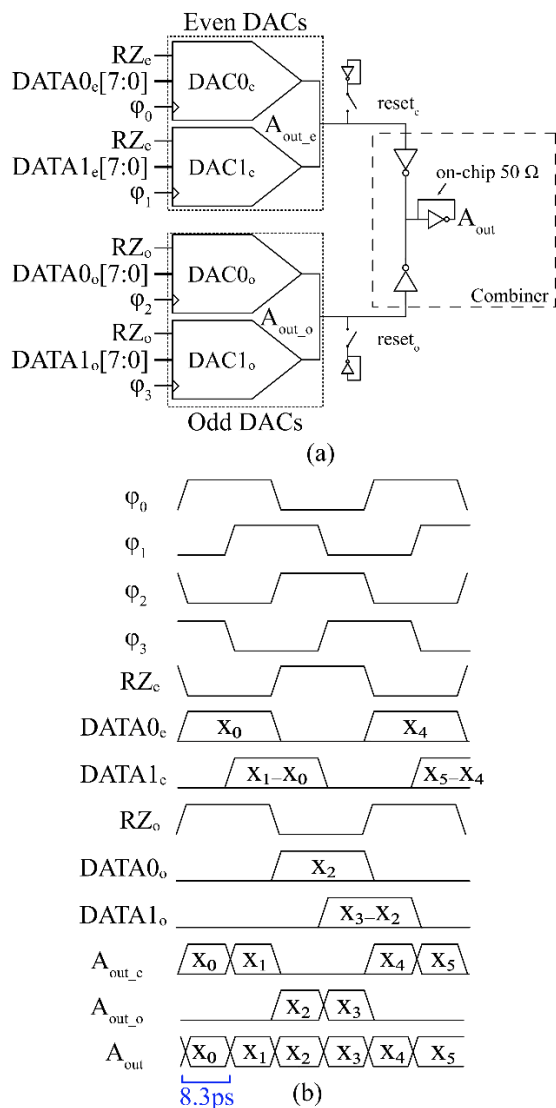 Even DACs
RZₑ
DATA0ₑ[7:0]
φ₀
DAC0ₑ
RZₑ
DATA1ₑ[7:0]
φ₁
DAC1ₑ
Aout_e
resetₑ
RZₒ
DATA0ₒ[7:0]
φ₂
DAC0ₒ
RZₒ
DATA1ₒ[7:0]
φ₃
DAC1ₒ
Aout_o
resetₒ
on-chip 50 Ω
Aout
Combiner
Odd DACs
(a)
φ₀
φ₁
φ₂
φ₃
RZₑ
DATA0ₑ X₀ X₄
DATA1ₑ X₁–X₀ X₅–X₄
RZₒ
DATA0ₒ X₂
DATA1ₒ X₃–X₂
Aout_e X₀ X₁ X₄ X₅
Aout_o X₂ X₃
Aout X₀ X₁ X₂ X₃ X₄ X₅
8.3ps
(b)